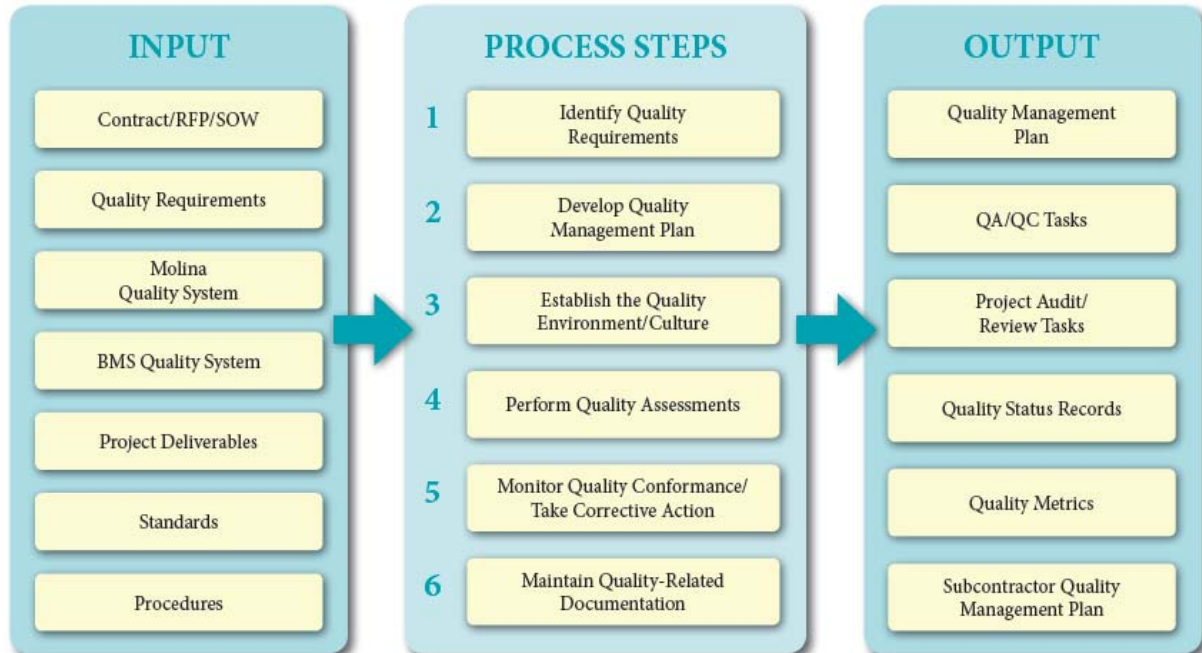 INPUT
Contract/RFP/SOW
Quality Requirements
Molina
Quality System
BMS Quality System
Project Deliverables
Standards
Procedures
PROCESS STEPS
1
Identify Quality
Requirements
2
Develop Quality
Management Plan
3
Establish the Quality
Environment/Culture
4
Perform Quality Assessments
5
Monitor Quality Conformance/
Take Corrective Action
6
Maintain Quality-Related
Documentation
OUTPUT
Quality Management
Plan
QA/QC Tasks
Project Audit/
Review Tasks
Quality Status Records
Quality Metrics
Subcontractor Quality
Management Plan